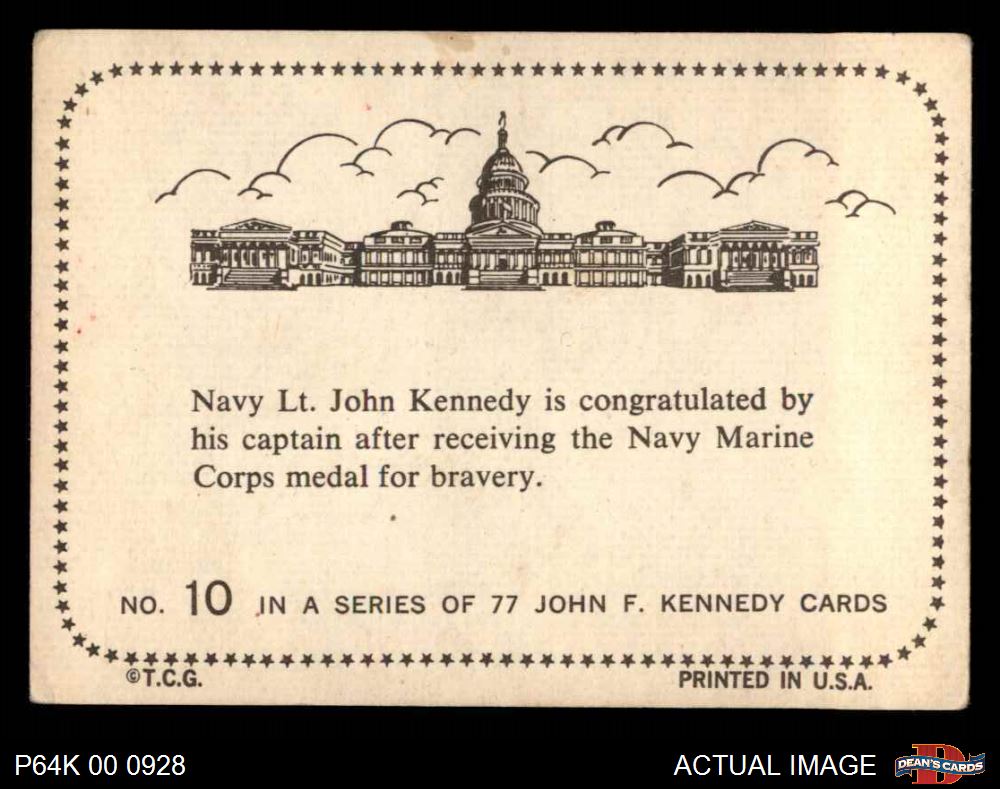 Navy Lt. John Kennedy is congratulated by
his captain after receiving the Navy Marine
Corps medal for bravery.
NO. 10 IN A SERIES OF 77 JOHN F. KENNEDY CARDS
©T.C.G. PRINTED IN U.S.A.
P64K 00 0928 ACTUAL IMAGE D DEAN'S CARDS